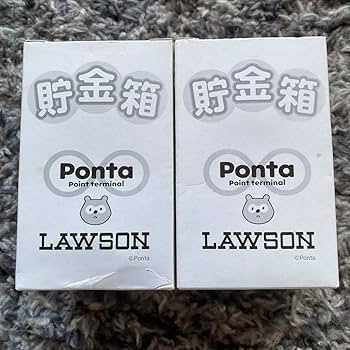 貯金箱
Ponta
Point terminal
LAWSON
©Ponta
貯金箱
Ponta
Point terminal
LAWSON
©Ponta